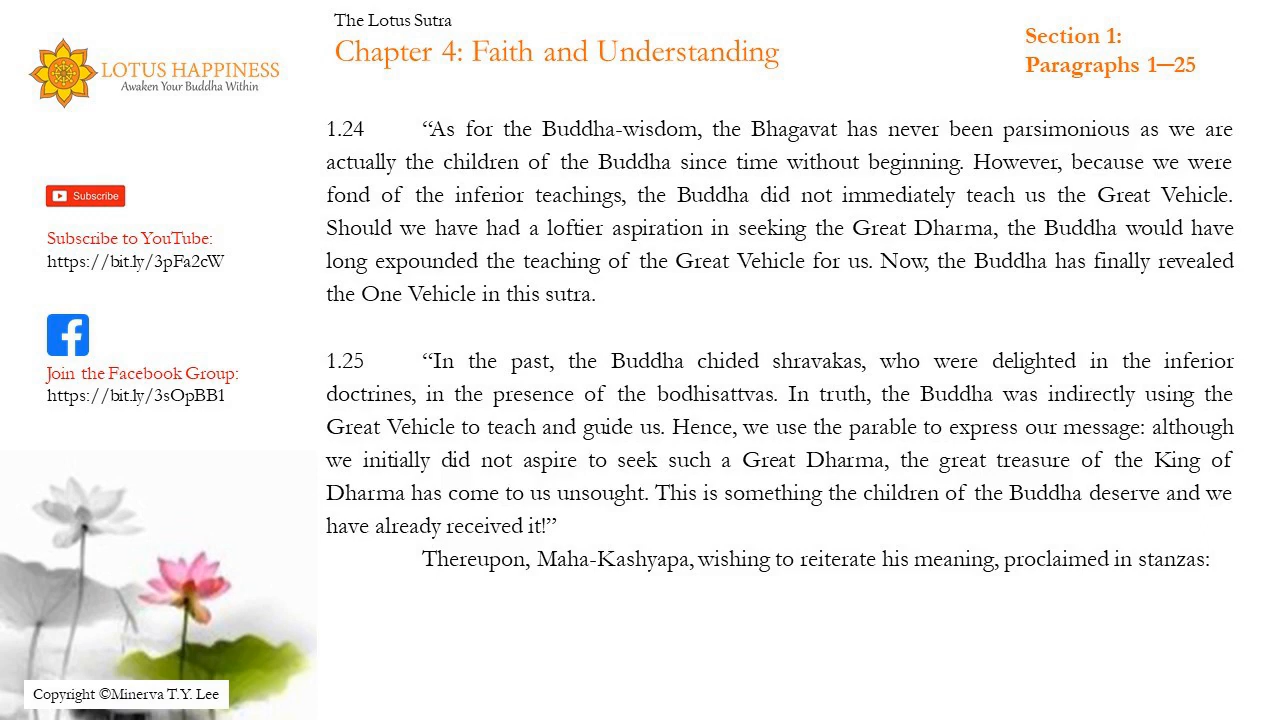 The Lotus Sutra
Chapter 4: Faith and Understanding
Section 1:
Paragraphs 1—25
LOTUS HAPPINESS
Awaken Your Buddha Within
Subscribe
Subscribe to YouTube:
https://bit.ly/3pFa2cW
Join the Facebook Group:
https://bit.ly/3sOpBB1
1.24 “As for the Buddha-wisdom, the Bhagavat has never been parsimonious as we are
actually the children of the Buddha since time without beginning. However, because we were
fond of the inferior teachings, the Buddha did not immediately teach us the Great Vehicle.
Should we have had a loftier aspiration in seeking the Great Dharma, the Buddha would have
long expounded the teaching of the Great Vehicle for us. Now, the Buddha has finally revealed
the One Vehicle in this sutra.
1.25 “In the past, the Buddha chided shravakas, who were delighted in the inferior
doctrines, in the presence of the bodhisattvas. In truth, the Buddha was indirectly using the
Great Vehicle to teach and guide us. Hence, we use the parable to express our message: although
we initially did not aspire to seek such a Great Dharma, the great treasure of the King of
Dharma has come to us unsought. This is something the children of the Buddha deserve and we
have already received it!”
Thereupon, Maha-Kashyapa, wishing to reiterate his meaning, proclaimed in stanzas:
Copyright ©Minerva T.Y. Lee